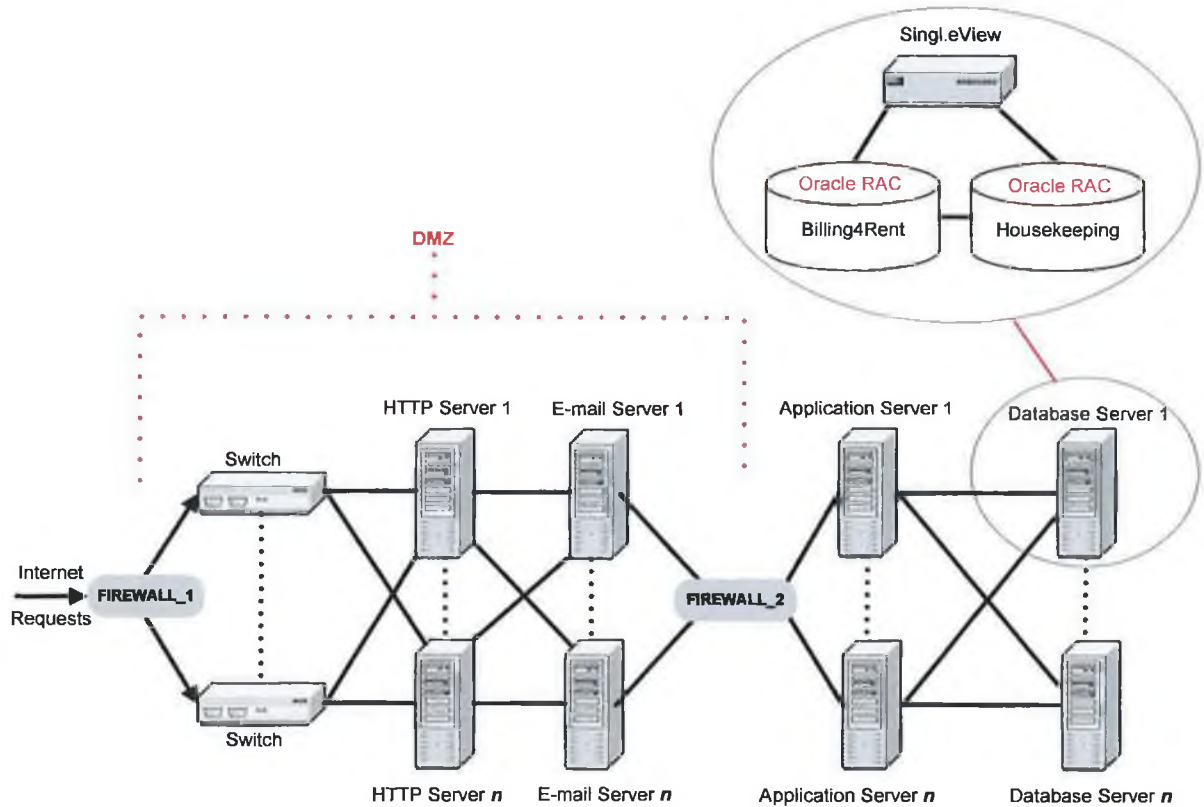 Singl.eView
Oracle RAC
Oracle RAC
Billing4Rent
Housekeeping
DMZ
HTTP Server 1
E-mail Server 1
Application Server 1
Database Server 1
Switch
Internet
Requests
FIREWALL_1
FIREWALL_2
Switch
HTTP Server n
E-mail Server n
Application Server n
Database Server n